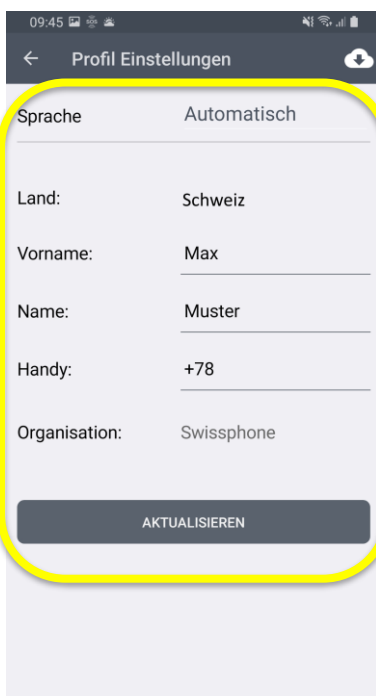 09:45
Profil Einstellungen
Sprache Automatisch
Land: Schweiz
Vorname: Max
Name: Muster
Handy: +78
Organisation: Swissphone
AKTUALISIEREN